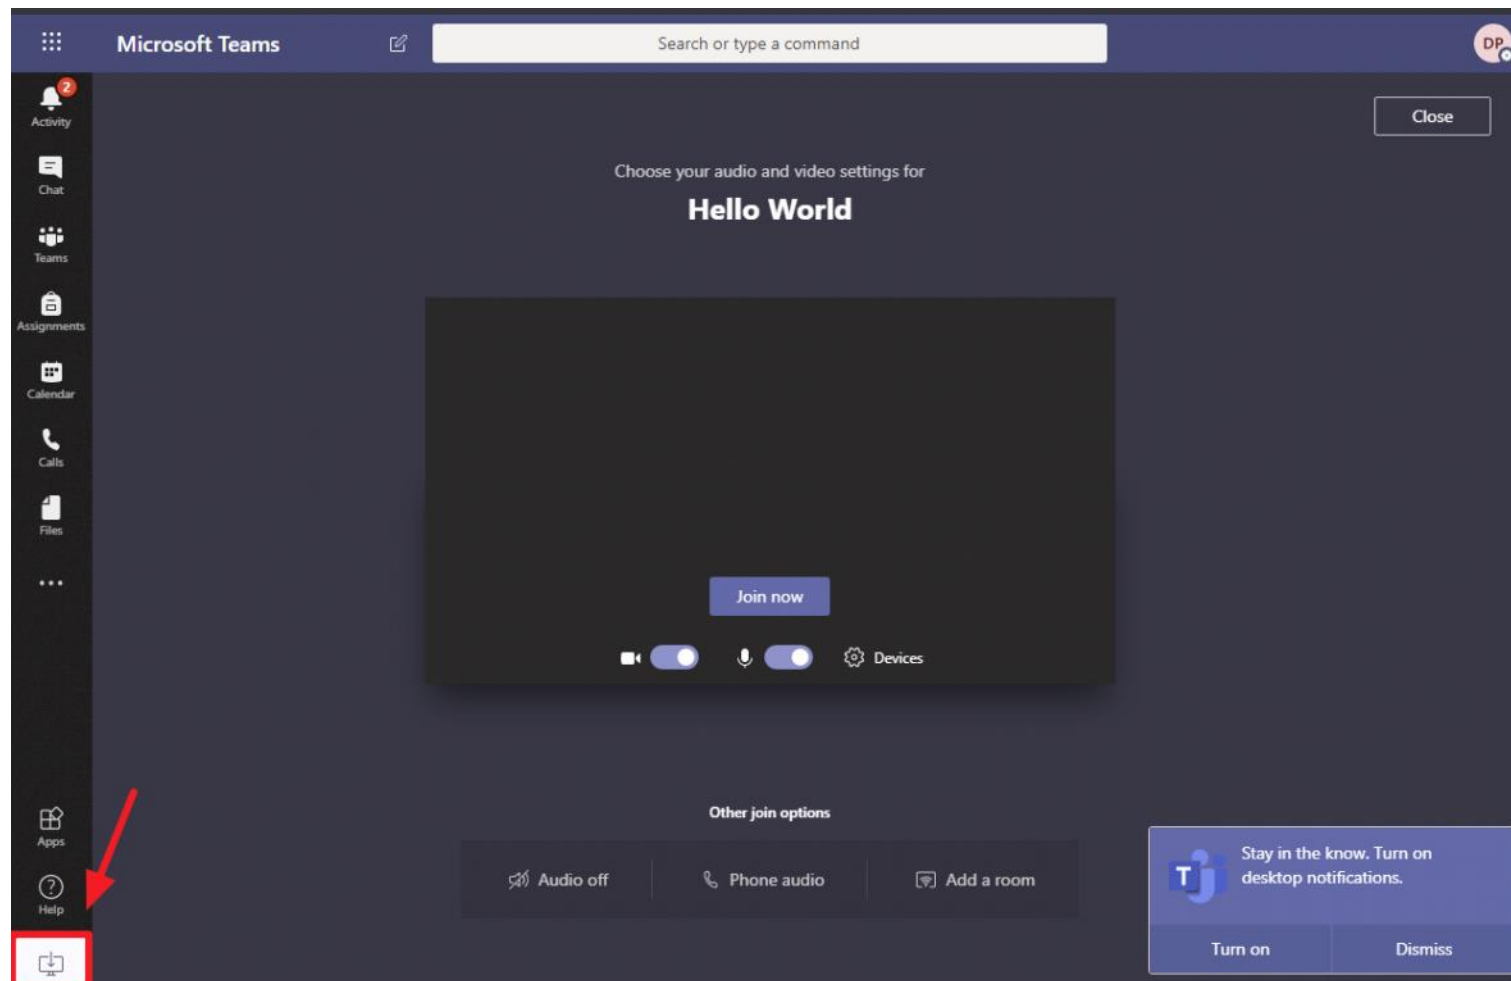 Microsoft Teams
Search or type a command
DP
2
Activity
Close
Chat
Choose your audio and video settings for
Hello World
Teams
Assignments
Calendar
Calls
Files
Join now
Devices
Other join options
Apps
Audio off
Phone audio
Add a room
Help
T
Stay in the know. Turn on
desktop notifications.
Turn on
Dismiss